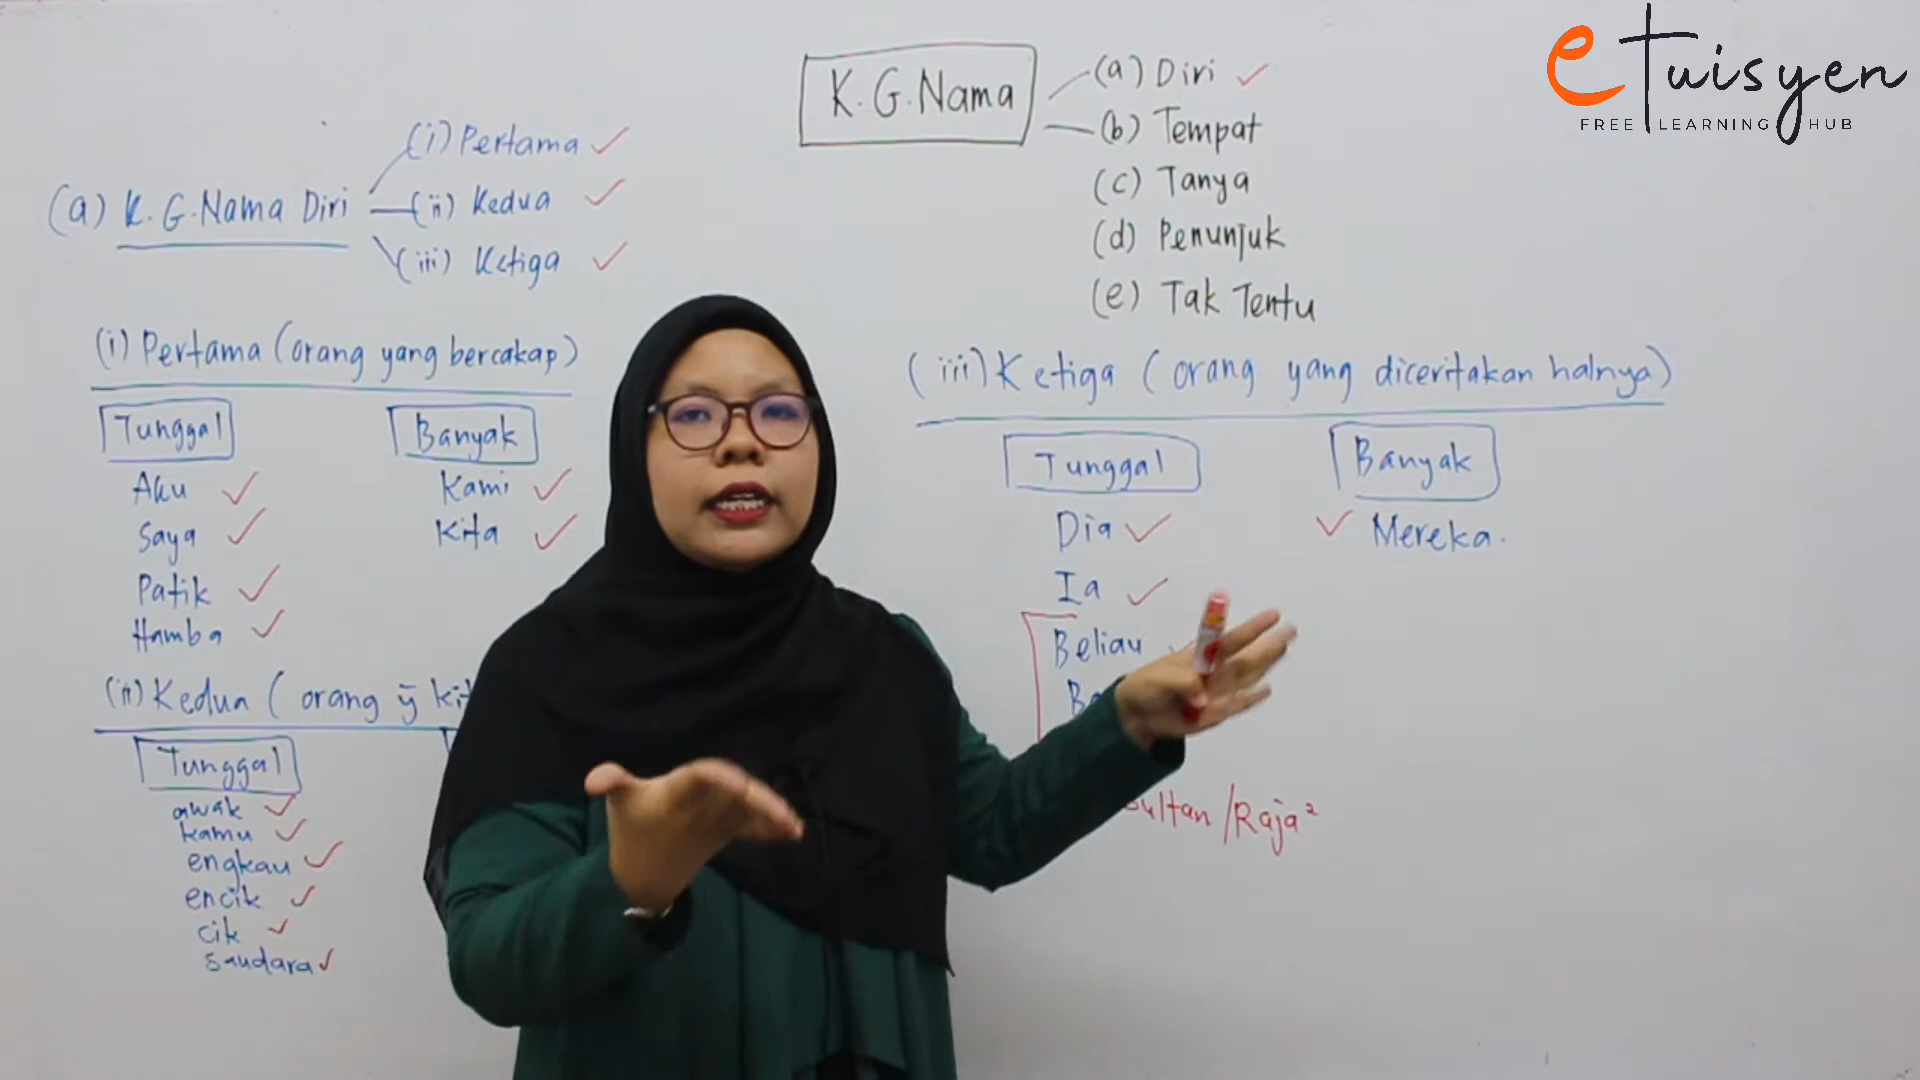 eTuisyen
FREE LEARNING HUB
K.G.Nama
(a) Diri ✓
(b) Tempat
(c) Tanya
(d) Penunjuk
(e) Tak Tentu
(a) K.G.Nama Diri
(i) Pertama ✓
(ii) Kedua ✓
(iii) Ketiga ✓
(i) Pertama (orang yang bercakap)
Tunggal
Aku ✓
Saya ✓
Patik ✓
Hamba ✓
Banyak
Kami ✓
Kita ✓
(ii) Kedua ( orang ȳ
Tunggal
awak ✓
kamu ✓
engkau ✓
encik ✓
cik ✓
saudara ✓
(iii) Ketiga ( orang yang diceritakan halnya)
Tunggal
Dia ✓
Ia ✓
Beliau ✓
Banyak
✓ Mereka.
Sultan /Raja²